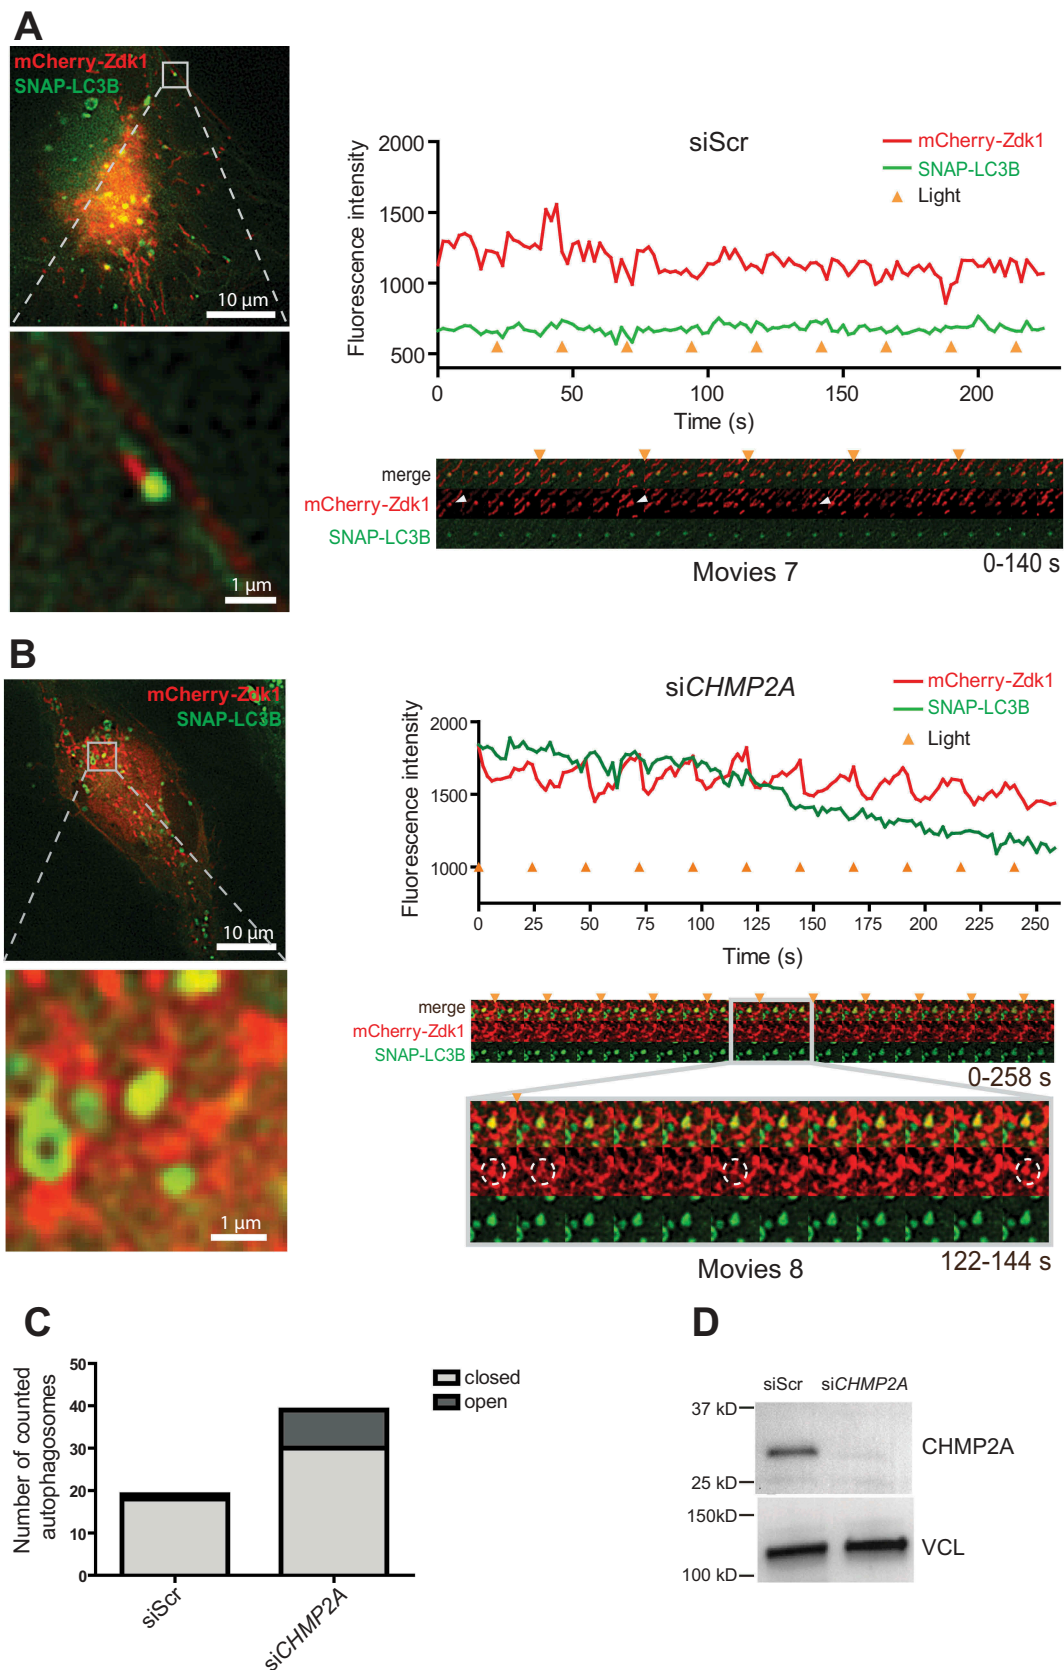 A
mCherry-Zdk1
SNAP-LC3B
10 µm
1 µm
siScr
mCherry-Zdk1
SNAP-LC3B
Light
Fluorescence intensity
2000
1500
1000
500
0 50 100 150 200
Time (s)
merge
mCherry-Zdk1
SNAP-LC3B
Movies 7
0-140 s
B
mCherry-Zdk1
SNAP-LC3B
10 µm
1 µm
siCHMP2A
mCherry-Zdk1
SNAP-LC3B
Light
Fluorescence intensity
2000
1500
1000
0 25 50 75 100 125 150 175 200 225 250
Time (s)
merge
mCherry-Zdk1
SNAP-LC3B
0-258 s
122-144 s
Movies 8
C
Number of counted
autophagosomes
50
40
30
20
10
0
closed
open
siScr
siCHMP2A
D
siScr siCHMP2A
37 kD
CHMP2A
25 kD
150kD
VCL
100 kD